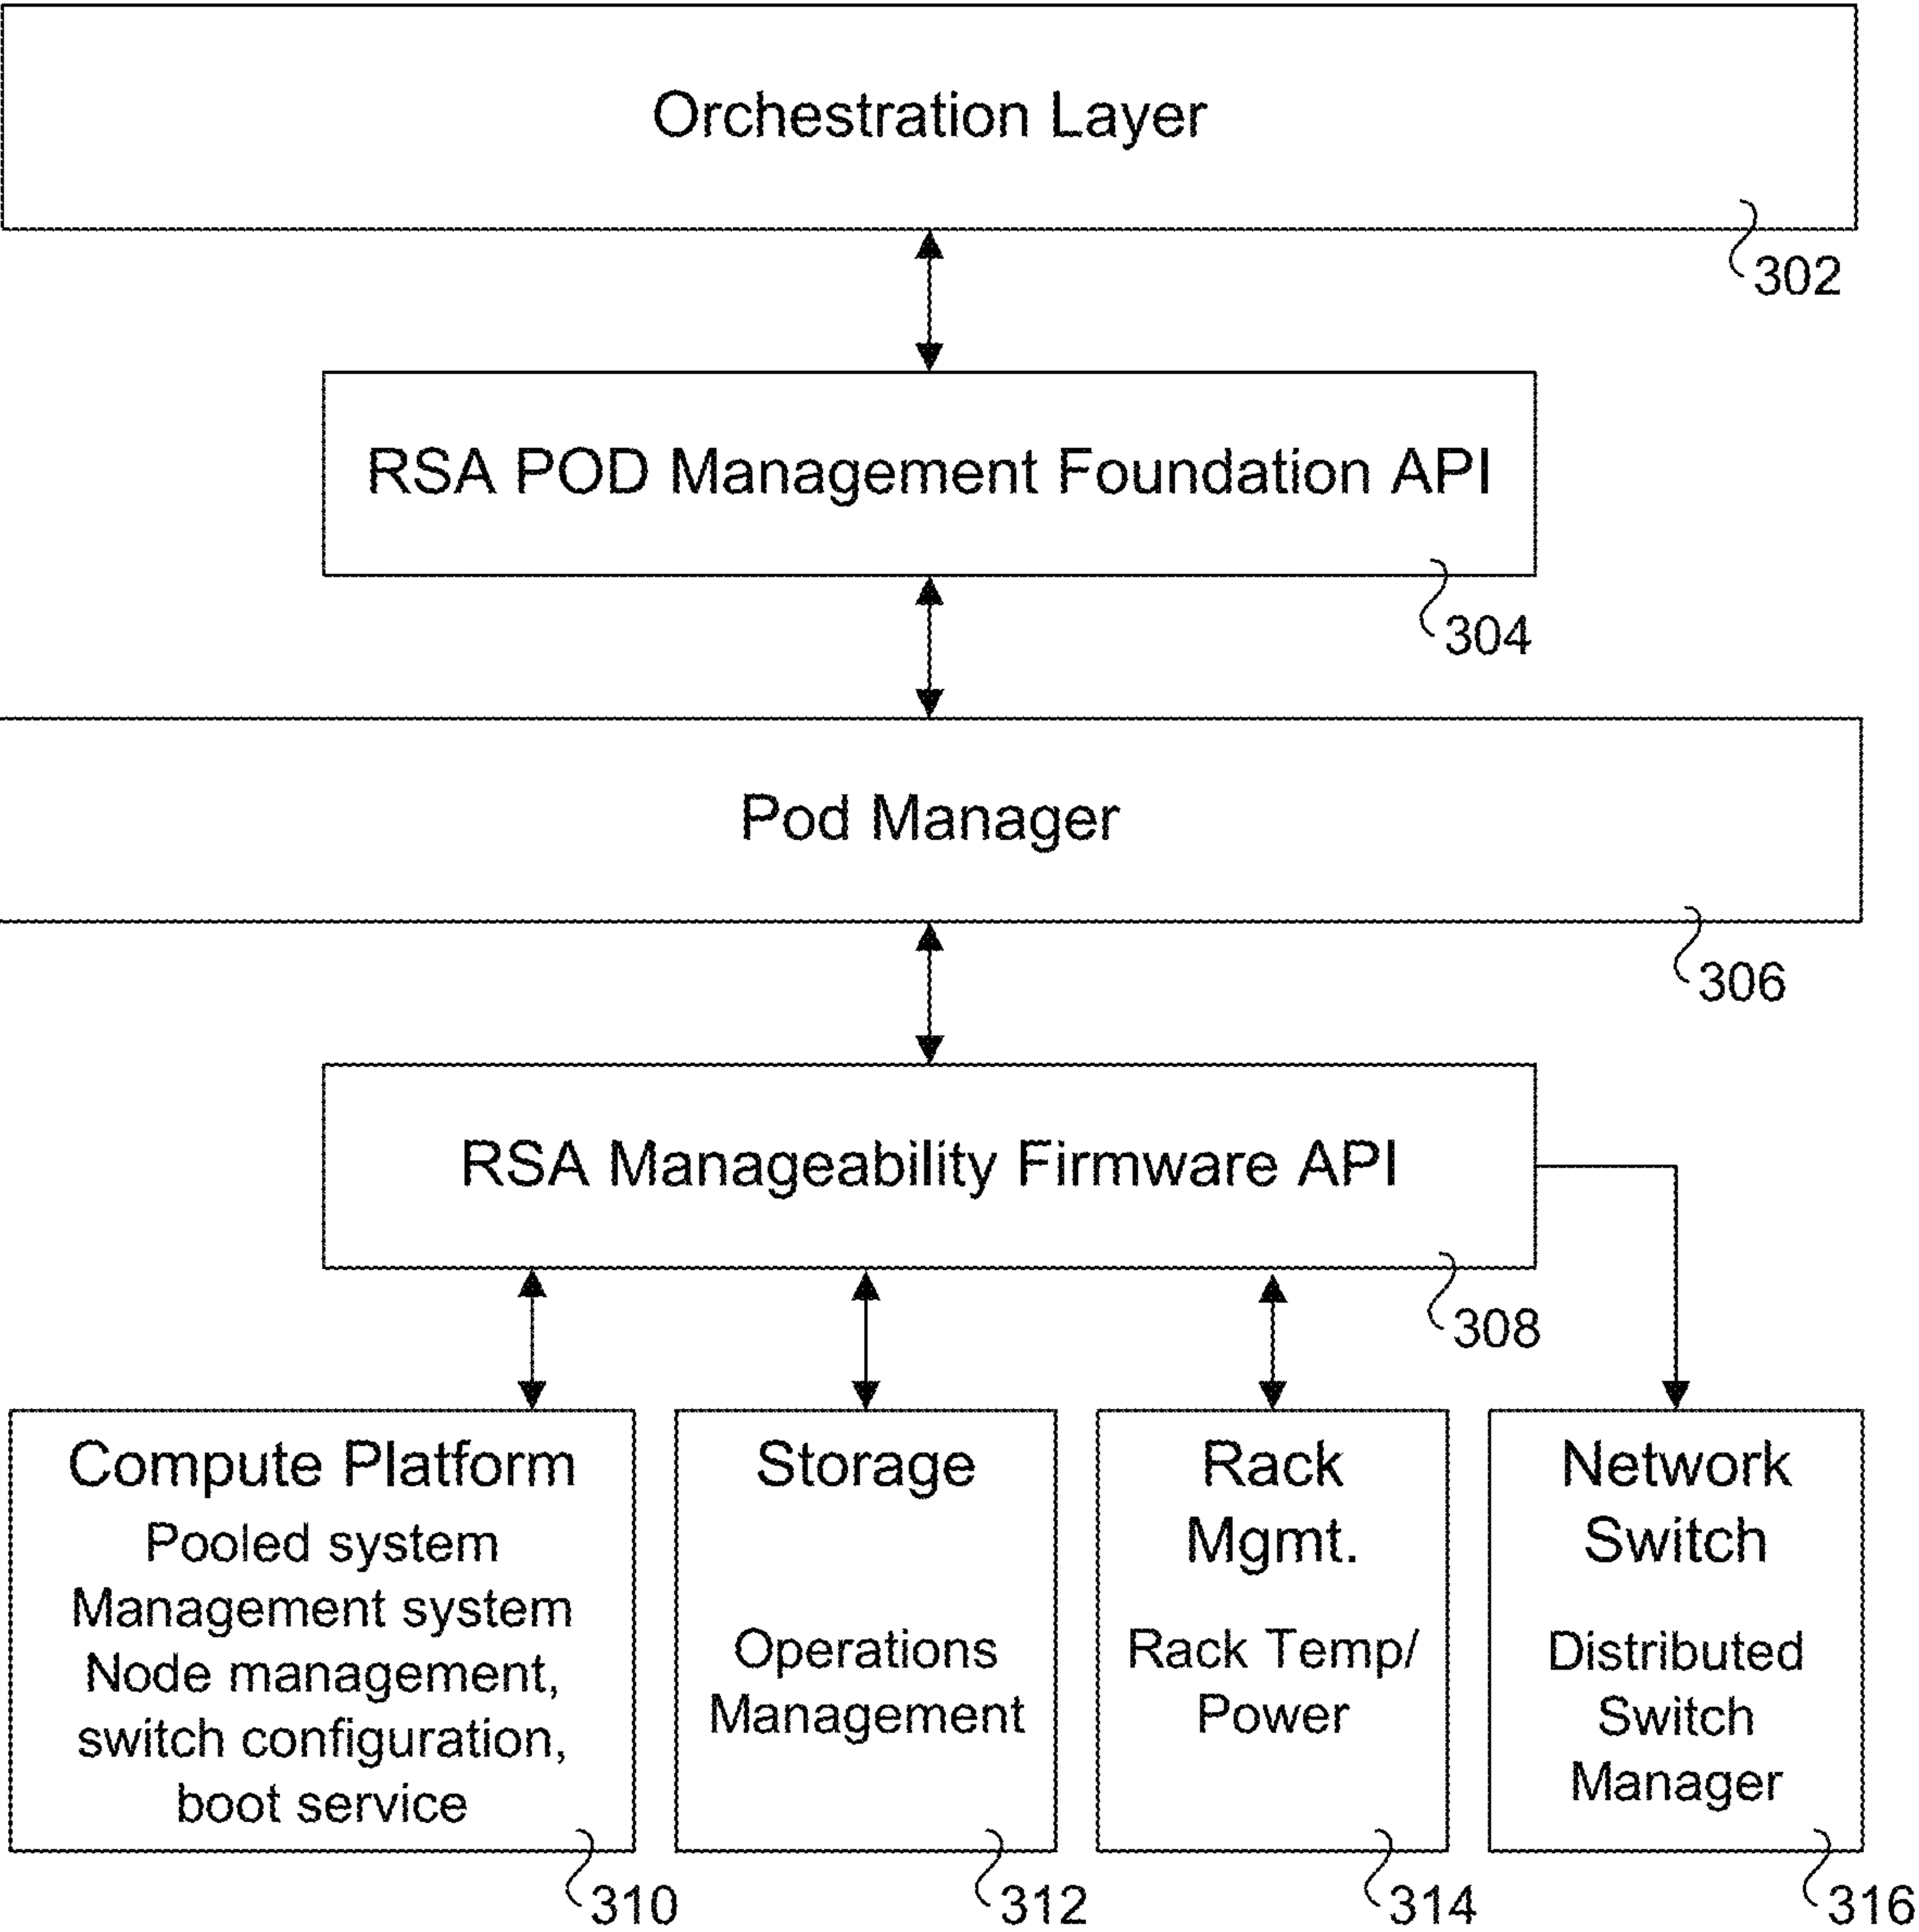 Orchestration Layer
302
RSA POD Management Foundation API
304
Pod Manager
306
RSA Manageability Firmware API
308
Compute Platform
Pooled system
Management system
Node management,
switch configuration,
boot service
310
Storage
Operations
Management
312
Rack
Mgmt.
Rack Temp/
Power
314
Network
Switch
Distributed
Switch
Manager
316